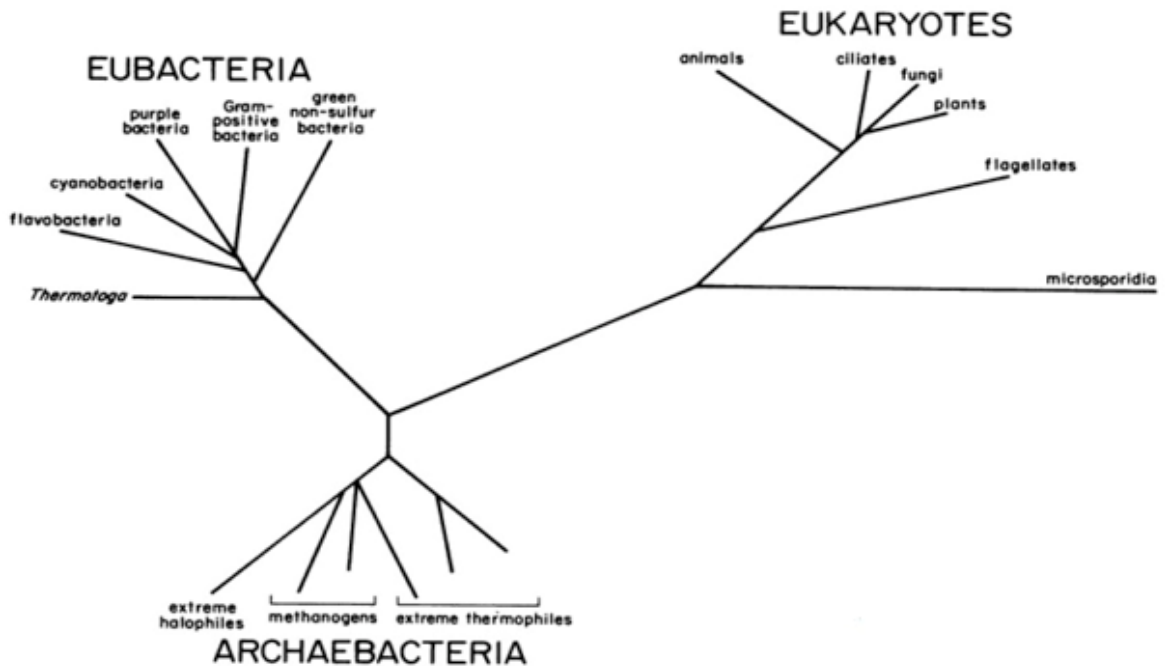 EUKARYOTES
animals
ciliates
fungi
plants
flagellates
microsporidia
EUBACTERIA
purple
bacteria
Gram-
positive
bacteria
green
non-sulfur
bacteria
cyanobacteria
flavobacteria
Thermotoga
extreme
halophiles
methanogens
extreme thermophiles
ARCHAEBACTERIA